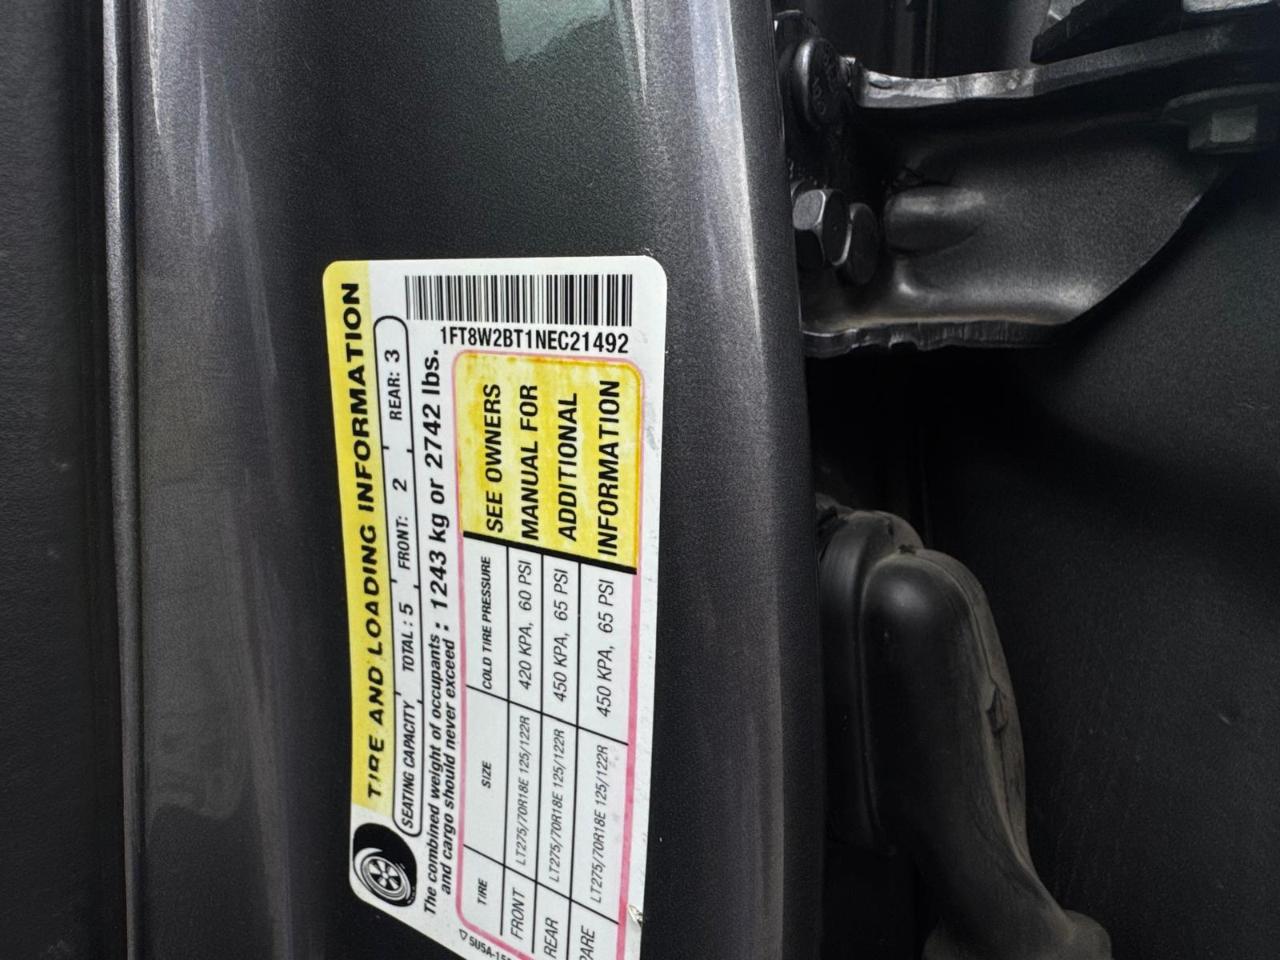 TIRE AND LOADING INFORMATION
SEATING CAPACITY TOTAL : 5 FRONT: 2 REAR: 3
The combined weight of occupants : 1243 kg or 2742 lbs.
and cargo should never exceed :
1FT8W2BT1NEC21492
TIRE SIZE COLD TIRE PRESSURE
FRONT LT275/70R18E 125/122R 420 KPA, 60 PSI
REAR LT275/70R18E 125/122R 450 KPA, 65 PSI
LT275/70R18E 125/122R 450 KPA, 65 PSI
SEE OWNERS
MANUAL FOR
ADDITIONAL
INFORMATION